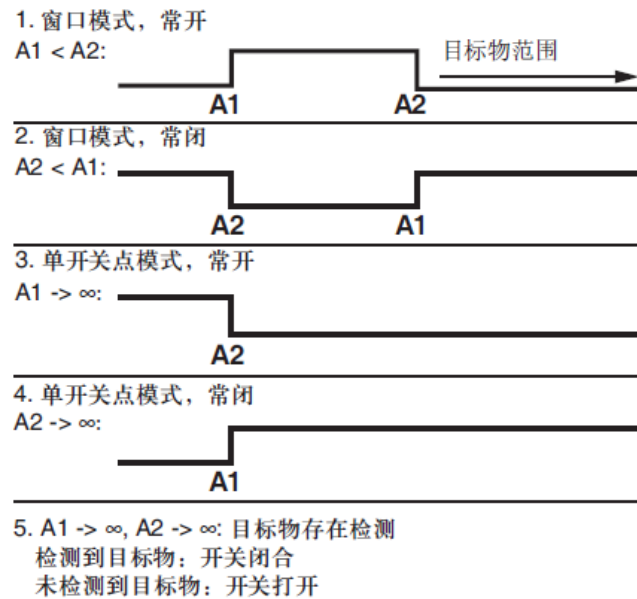 1. 窗口模式，常开
A1 < A2:
目标物范围
A1 A2
2. 窗口模式，常闭
A2 < A1:
A2 A1
3. 单开关点模式，常开
A1 -> ∞:
A2
4. 单开关点模式，常闭
A2 -> ∞:
A1
5. A1 -> ∞, A2 -> ∞: 目标物存在检测
检测到目标物：开关闭合
未检测到目标物：开关打开